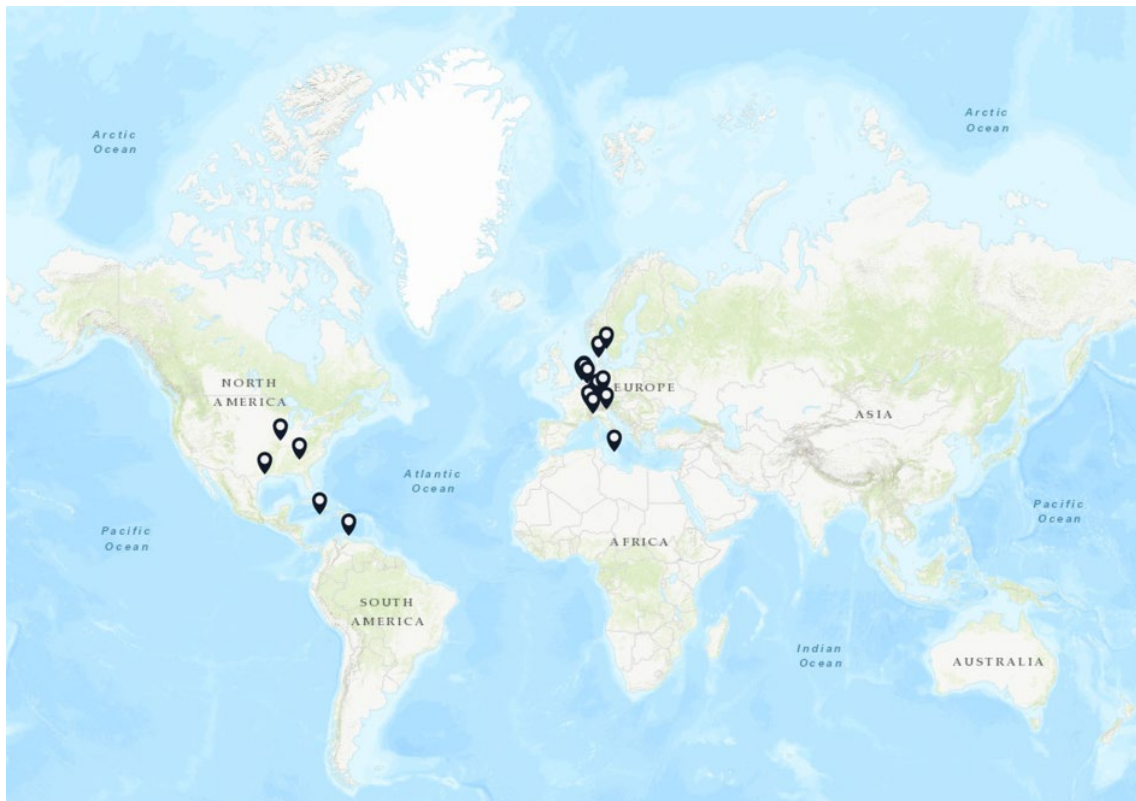 Arctic
Ocean
Arctic
Ocean
NORTH
AMERICA
EUROPE
ASIA
Atlantic
Ocean
Pacific
Ocean
Pacific
Ocean
AFRICA
SOUTH
AMERICA
Indian
Ocean
AUSTRALIA